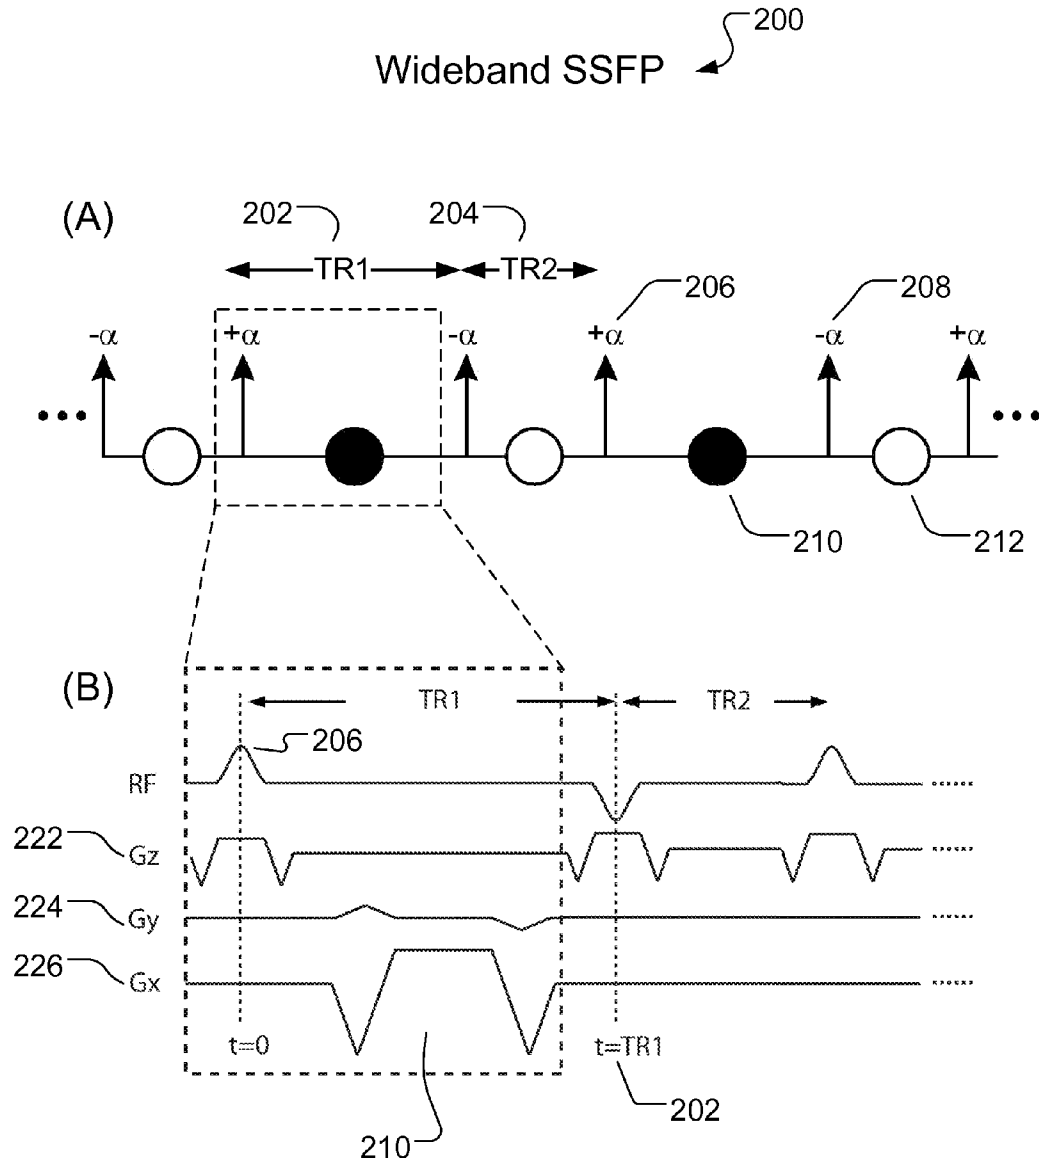 200
Wideband SSFP
(A)
202 204
TR1 TR2
206 208
-α +α -α +α -α +α
210 212
(B)
TR1 TR2
206
RF
222
Gz
224
Gy
226
Gx
t=0 t=TR1
202
210